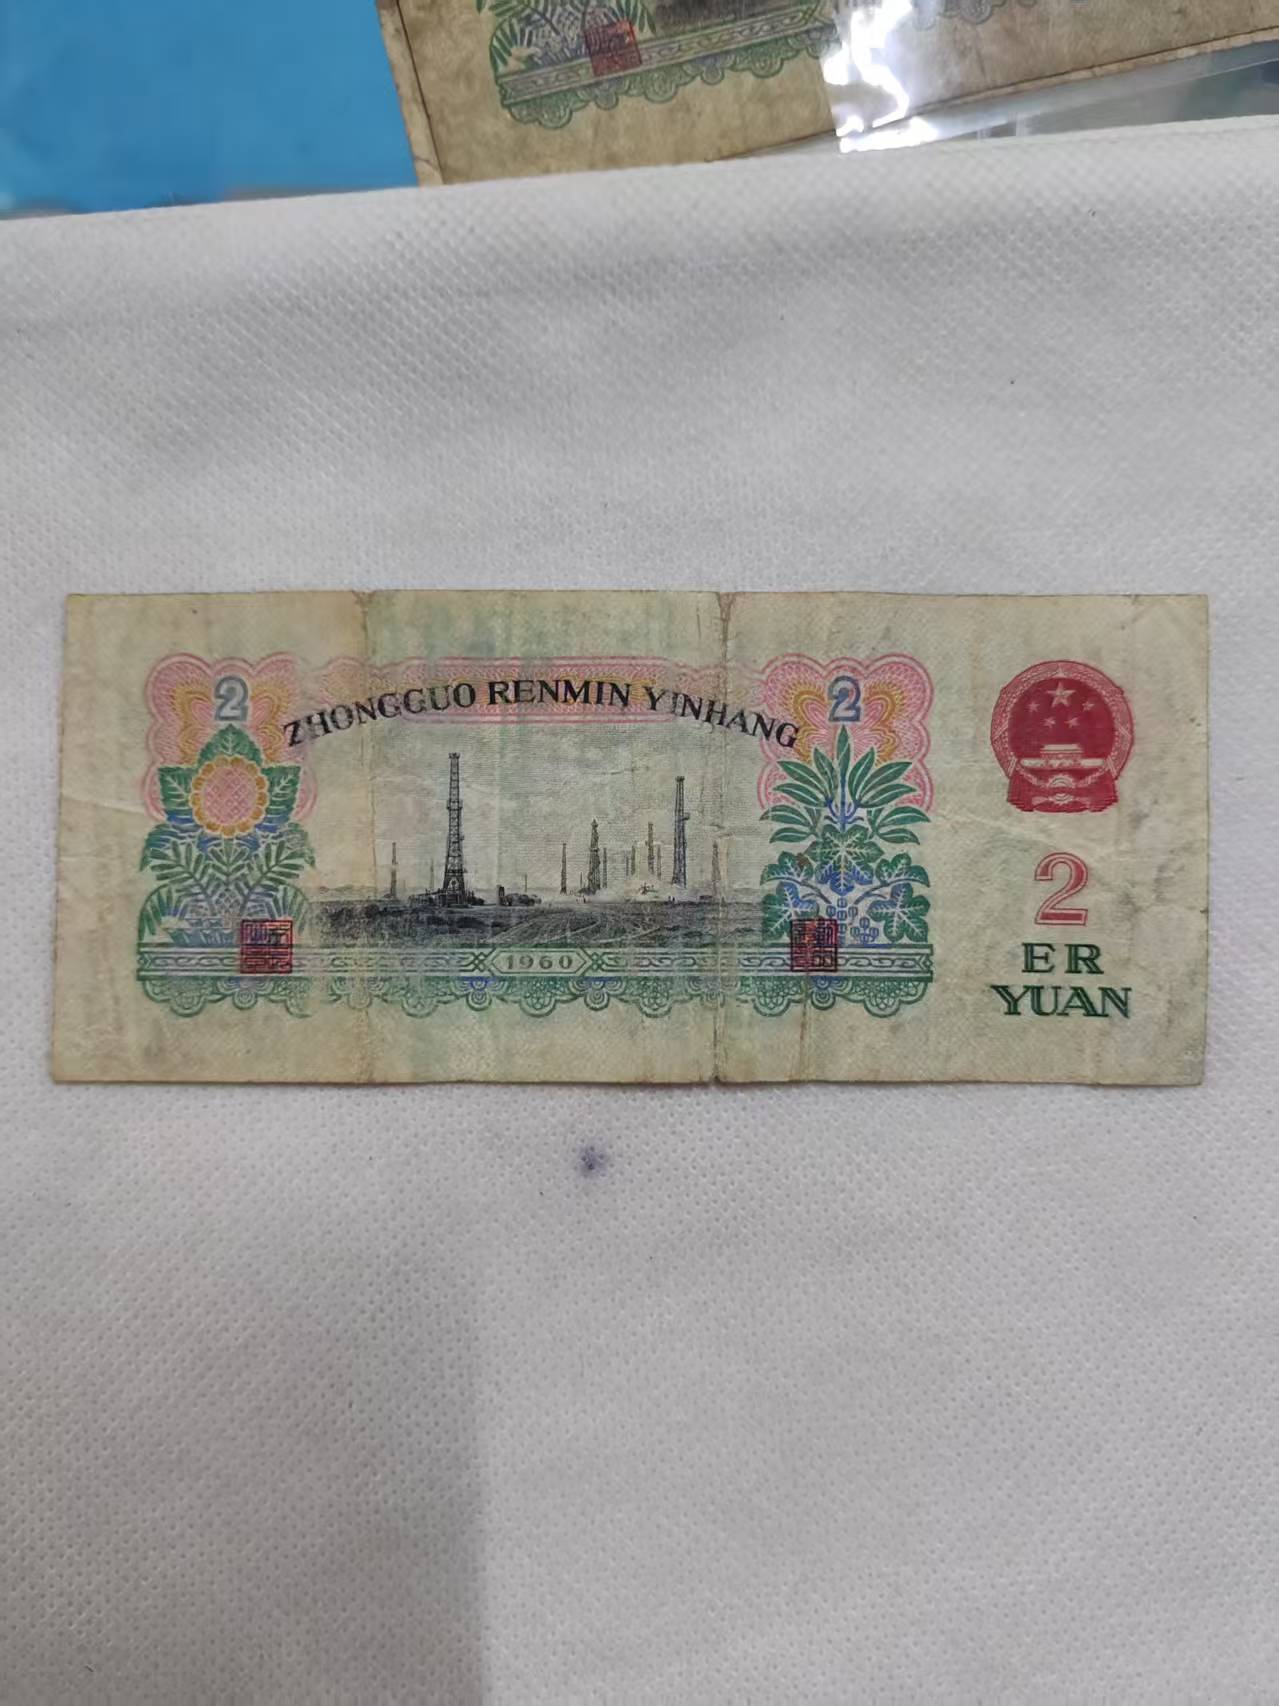 2
2
ZHONGGUO RENMIN YINHANG
1960
2
ER
YUAN